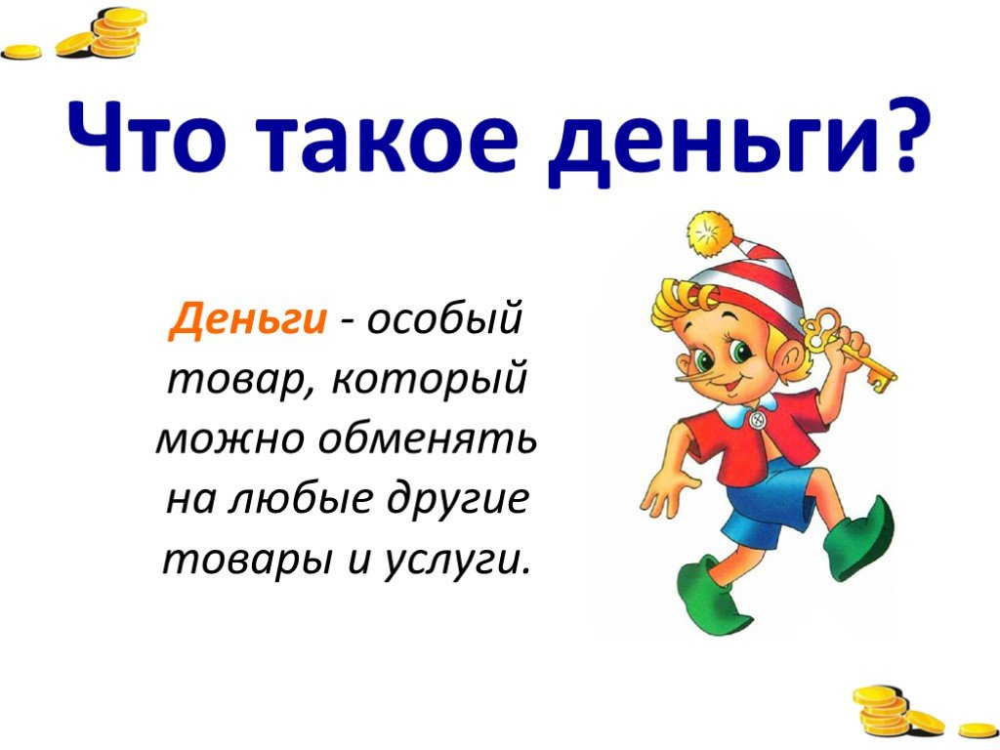 Что такое деньги?
Деньги - особый
товар, который
можно обменять
на любые другие
товары и услуги.